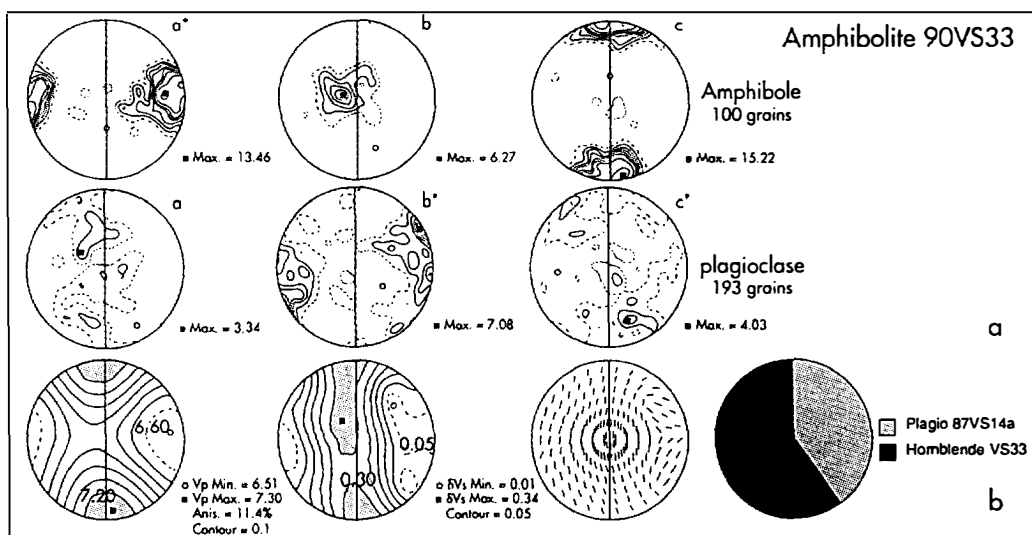 a*
b
c
Amphibolite 90VS33
Amphibole
100 grains
■ Max. = 13.46
■ Max. = 6.27
■ Max. = 15.22
a
b*
c*
plagioclase
193 grains
■ Max. = 3.34
■ Max. = 7.08
■ Max. = 4.03
a
6.60
7.20
○ Vp Min. = 6.51
■ Vp Max. = 7.30
Anis. = 11.4%
Contour = 0.1
0.05
0.30
○ δVs Min. = 0.01
■ δVs Max. = 0.34
Contour = 0.05
Plagio 87VS14a
Hornblende VS33
b